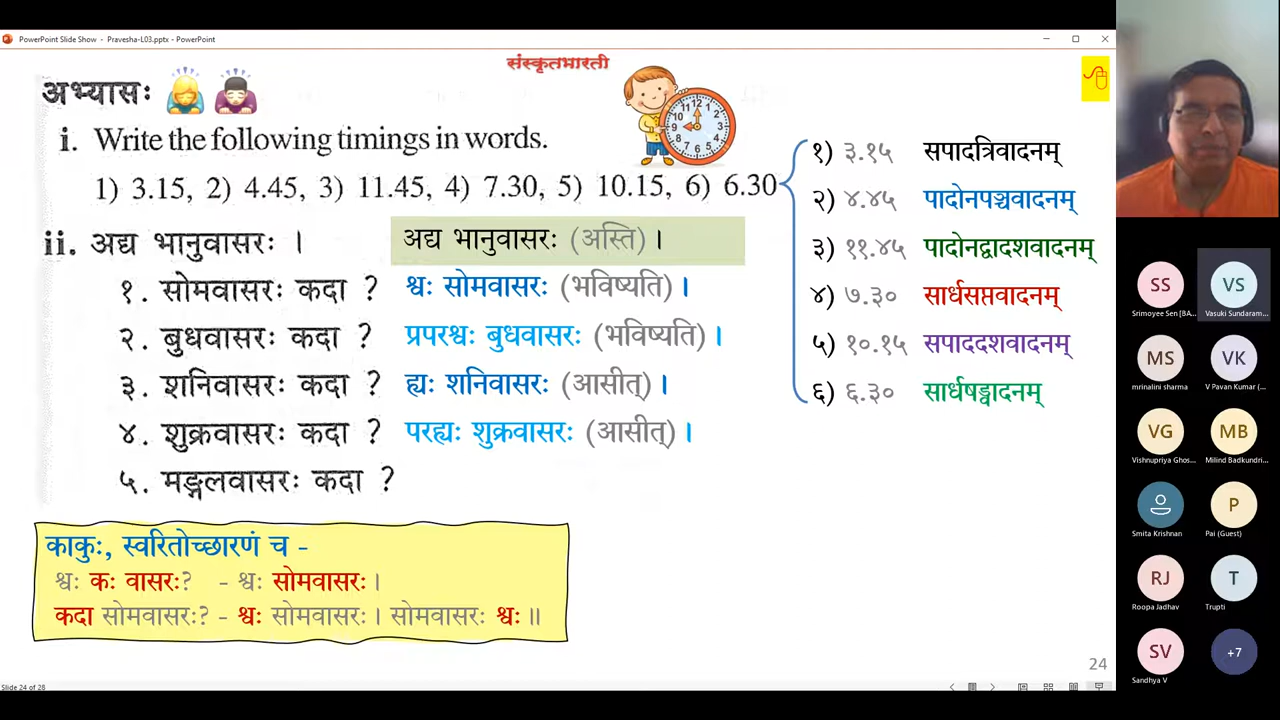 PowerPoint Slide Show - Pravesha-L03.pptx - PowerPoint
संस्कृतभारती
अभ्यासः
i. Write the following timings in words.
1) 3.15, 2) 4.45, 3) 11.45, 4) 7.30, 5) 10.15, 6) 6.30
ii. अद्य भानुवासरः ।
अद्य भानुवासरः (अस्ति) ।
१. सोमवासरः कदा ? श्वः सोमवासरः (भविष्यति) ।
२. बुधवासरः कदा ? प्रपरश्वः बुधवासरः (भविष्यति) ।
३. शनिवासरः कदा ? ह्यः शनिवासरः (आसीत्) ।
४. शुक्रवासरः कदा ? परह्यः शुक्रवासरः (आसीत्) ।
५. मङ्गलवासरः कदा ?
१) ३.१५ सपादत्रिवादनम्
२) ४.४५ पादोनपञ्चवादनम्
३) ११.४५ पादोनद्वादशवादनम्
४) ७.३० सार्धसप्तवादनम्
५) १०.१५ सपाददशवादनम्
६) ६.३० सार्धषड्वादनम्
काकुः, स्वरितोच्छारणं च -
श्वः कः वासरः? - श्वः सोमवासरः ।
कदा सोमवासरः? - श्वः सोमवासरः । सोमवासरः श्वः ॥
24
Slide 24 of 28
SS
Srimoyee Sen [BA...
VS
Vasuki Sundaram...
MS
mrinalini sharma
VK
V Pavan Kumar (...
VG
Vishnupriya Ghos...
MB
Milind Badkundri...
Smita Krishnan
P
Pai (Guest)
RJ
Roopa Jadhav
T
Trupti
SV
Sandhya V
+7